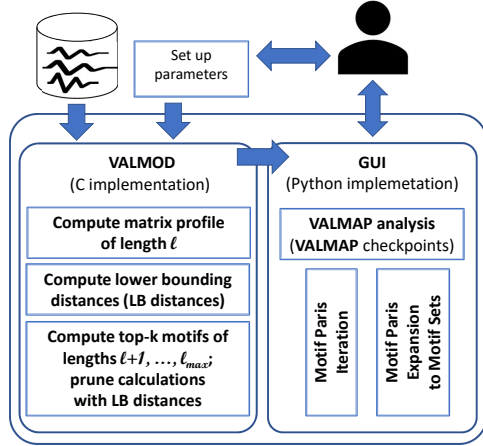 Set up
parameters
VALMOD
(C implementation)
Compute matrix profile
of length ℓ
Compute lower bounding
distances (LB distances)
Compute top-k motifs of
lengths ℓ+1, …, ℓmax;
prune calculations
with LB distances
GUI
(Python implemetation)
VALMAP analysis
(VALMAP checkpoints)
Motif Paris
Iteration
Motif Paris
Expansion
to Motif Sets